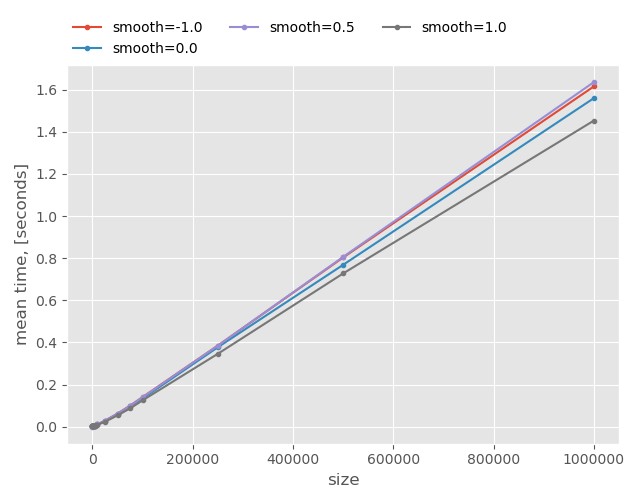 smooth=-1.0 smooth=0.5 smooth=1.0
smooth=0.0
1.6
1.4
1.2
1.0
0.8
0.6
0.4
0.2
0.0
mean time, [seconds]
0 200000 400000 600000 800000 1000000
size